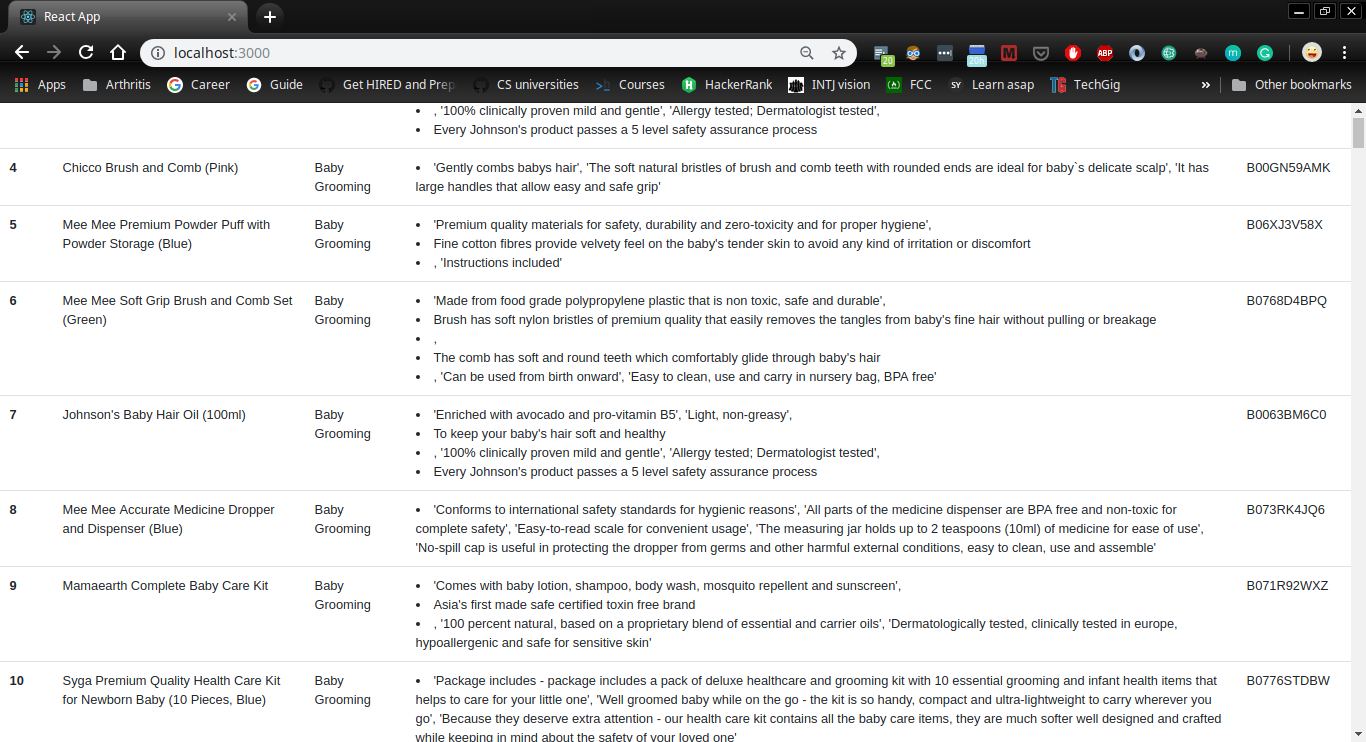 React App
localhost:3000
20
20h
ABP
Apps Arthritis Career Guide Get HIRED and Prep CS universities Courses HackerRank INTJ vision FCC SY Learn asap TechGig » Other bookmarks
• , '100% clinically proven mild and gentle', 'Allergy tested; Dermatologist tested',
• Every Johnson's product passes a 5 level safety assurance process
4 Chicco Brush and Comb (Pink) Baby • 'Gently combs babys hair', 'The soft natural bristles of brush and comb teeth with rounded ends are ideal for baby`s delicate scalp', 'It has B00GN59AMK
Grooming large handles that allow easy and safe grip'
5 Mee Mee Premium Powder Puff with Baby • 'Premium quality materials for safety, durability and zero-toxicity and for proper hygiene', B06XJ3V58X
Powder Storage (Blue) Grooming • Fine cotton fibres provide velvety feel on the baby's tender skin to avoid any kind of irritation or discomfort
• , 'Instructions included'
6 Mee Mee Soft Grip Brush and Comb Set Baby • 'Made from food grade polypropylene plastic that is non toxic, safe and durable', B0768D4BPQ
(Green) Grooming • Brush has soft nylon bristles of premium quality that easily removes the tangles from baby's fine hair without pulling or breakage
• ,
• The comb has soft and round teeth which comfortably glide through baby's hair
• , 'Can be used from birth onward', 'Easy to clean, use and carry in nursery bag, BPA free'
7 Johnson's Baby Hair Oil (100ml) Baby • 'Enriched with avocado and pro-vitamin B5', 'Light, non-greasy', B0063BM6C0
Grooming • To keep your baby's hair soft and healthy
• , '100% clinically proven mild and gentle', 'Allergy tested; Dermatologist tested',
• Every Johnson's product passes a 5 level safety assurance process
8 Mee Mee Accurate Medicine Dropper Baby • 'Conforms to international safety standards for hygienic reasons', 'All parts of the medicine dispenser are BPA free and non-toxic for B073RK4JQ6
and Dispenser (Blue) Grooming complete safety', 'Easy-to-read scale for convenient usage', 'The measuring jar holds up to 2 teaspoons (10ml) of medicine for ease of use',
'No-spill cap is useful in protecting the dropper from germs and other harmful external conditions, easy to clean, use and assemble'
9 Mamaearth Complete Baby Care Kit Baby • 'Comes with baby lotion, shampoo, body wash, mosquito repellent and sunscreen', B071R92WXZ
Grooming • Asia's first made safe certified toxin free brand
• , '100 percent natural, based on a proprietary blend of essential and carrier oils', 'Dermatologically tested, clinically tested in europe,
hypoallergenic and safe for sensitive skin'
10 Syga Premium Quality Health Care Kit Baby • 'Package includes - package includes a pack of deluxe healthcare and grooming kit with 10 essential grooming and infant health items that B0776STDBW
for Newborn Baby (10 Pieces, Blue) Grooming helps to care for your little one', 'Well groomed baby while on the go - the kit is so handy, compact and ultra-lightweight to carry wherever you
go', 'Because they deserve extra attention - our health care kit contains all the baby care items, they are much softer well designed and crafted
while keeping in mind about the safety of your loved one'